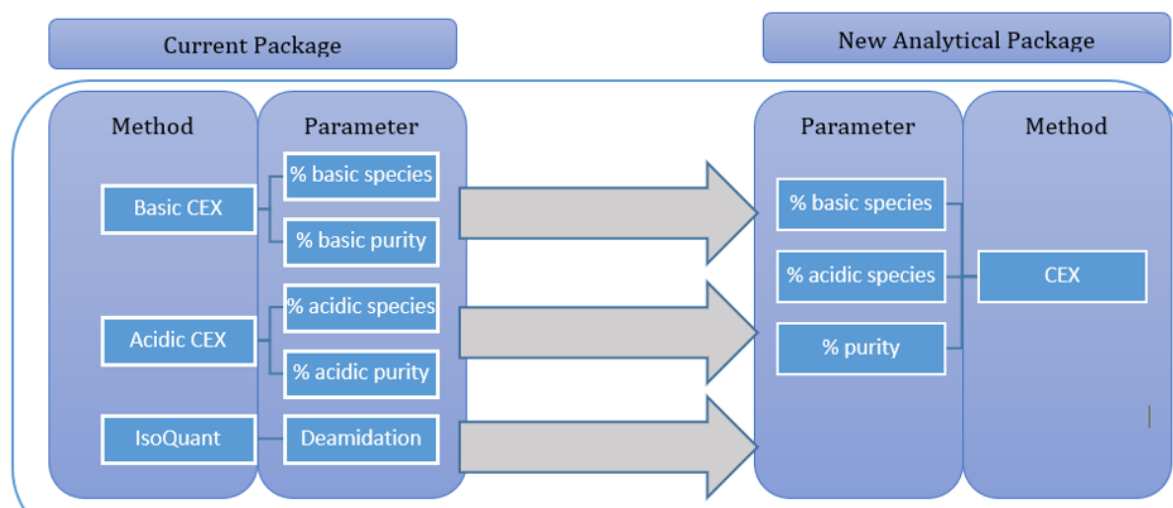 Current Package
New Analytical Package
Method
Parameter
Parameter
Method
Basic CEX
% basic species
% basic purity
Acidic CEX
% acidic species
% acidic purity
IsoQuant
Deamidation
% basic species
% acidic species
% purity
CEX